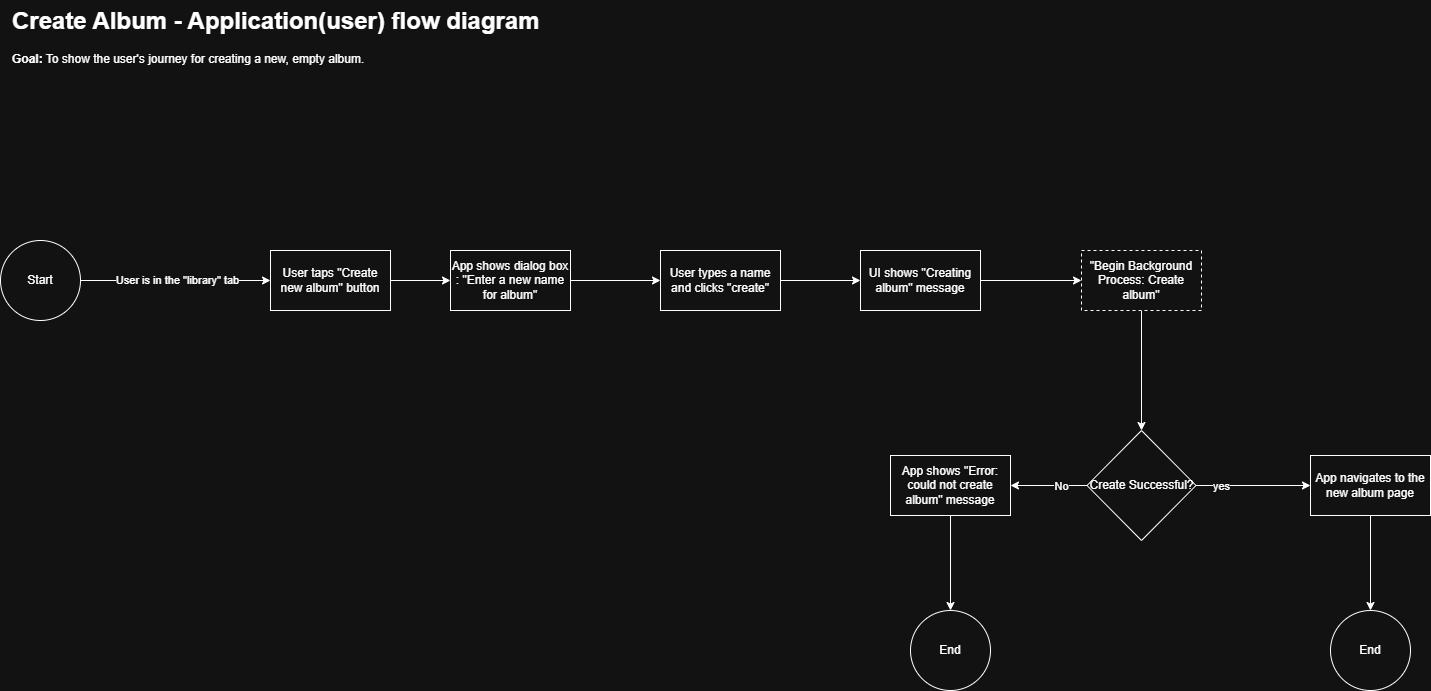 Create Album - Application(user) flow diagram
Goal: To show the user's journey for creating a new, empty album.
Start
User is in the "library" tab
User taps "Create
new album" button
App shows dialog box
: "Enter a new name
for album"
User types a name
and clicks "create"
UI shows "Creating
album" message
"Begin Background
Process: Create
album"
App shows "Error:
could not create
album" message
No
Create Successful?
yes
App navigates to the
new album page
End
End